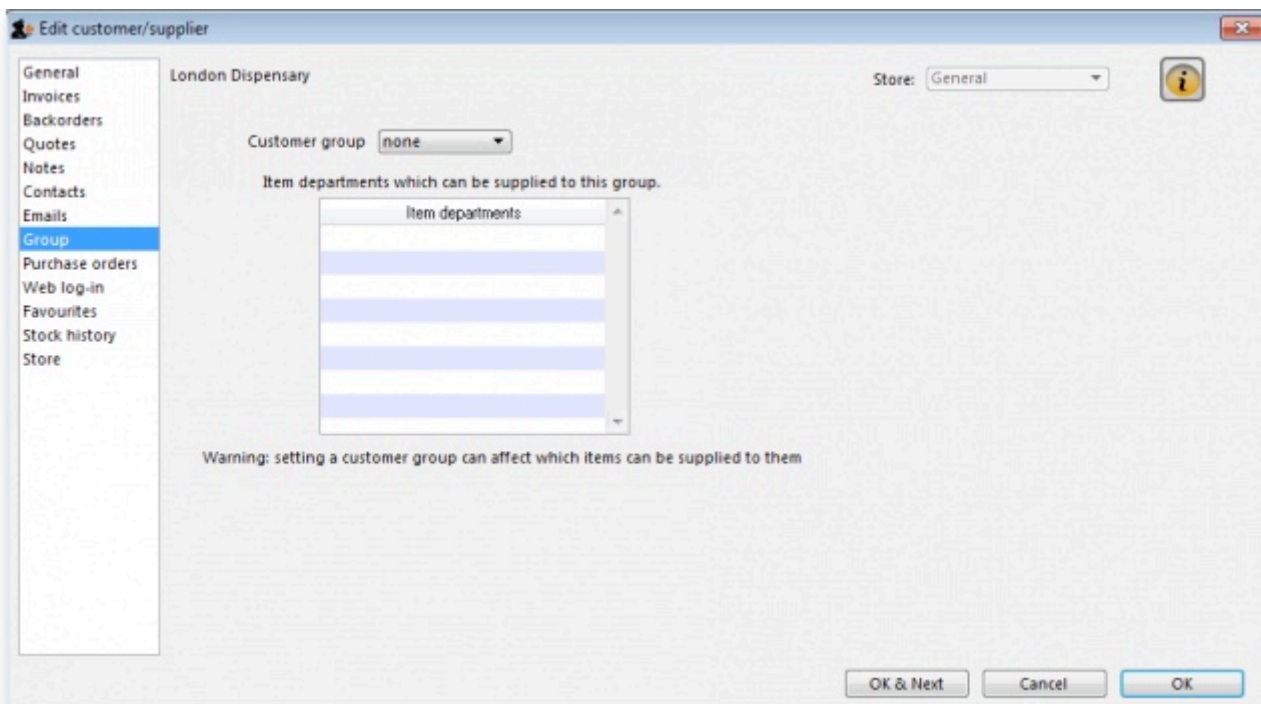 Edit customer/supplier
General
Invoices
Backorders
Quotes
Notes
Contacts
Emails
Group
Purchase orders
Web log-in
Favourites
Stock history
Store
London Dispensary
Store: General
Customer group none
Item departments which can be supplied to this group.
Item departments
Warning: setting a customer group can affect which items can be supplied to them
OK & Next Cancel OK